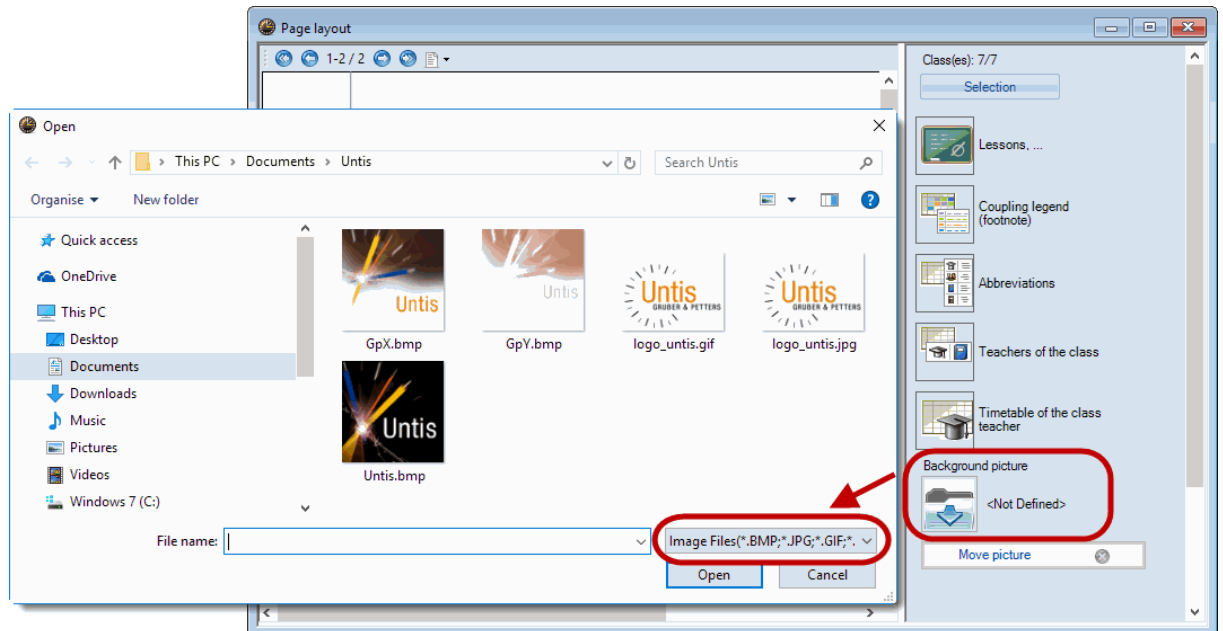 Page layout
1-2 / 2
Class(es): 7/7
Selection
Lessons, ...
Coupling legend
(footnote)
Abbreviations
Teachers of the class
Timetable of the class
teacher
Background picture
<Not Defined>
Move picture
Open
This PC > Documents > Untis
Search Untis
Organise
New folder
Quick access
OneDrive
This PC
Desktop
Documents
Downloads
Music
Pictures
Videos
Windows 7 (C:)
Untis
GpX.bmp
Untis
GpY.bmp
Untis
GRUBER & PETTERS
logo_untis.gif
Untis
GRUBER & PETTERS
logo_untis.jpg
Untis
Untis.bmp
File name:
Image Files(*.BMP;*.JPG;*.GIF;*.
Open
Cancel